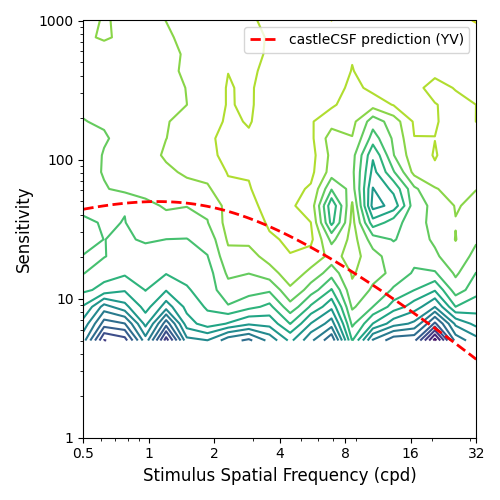 1000
castleCSF prediction (YV)
100
Sensitivity
10
1
0.5 1 2 4 8 16 32
Stimulus Spatial Frequency (cpd)